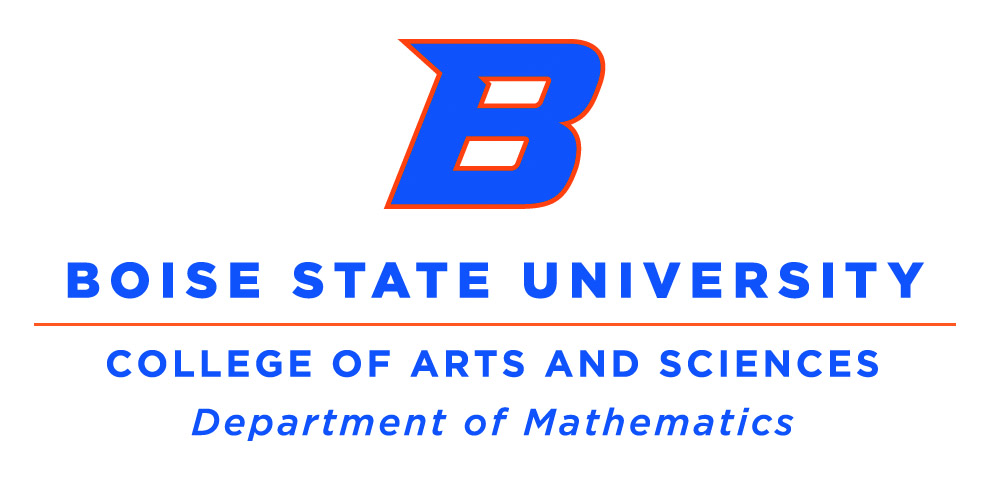 B
BOISE STATE UNIVERSITY
COLLEGE OF ARTS AND SCIENCES
Department of Mathematics